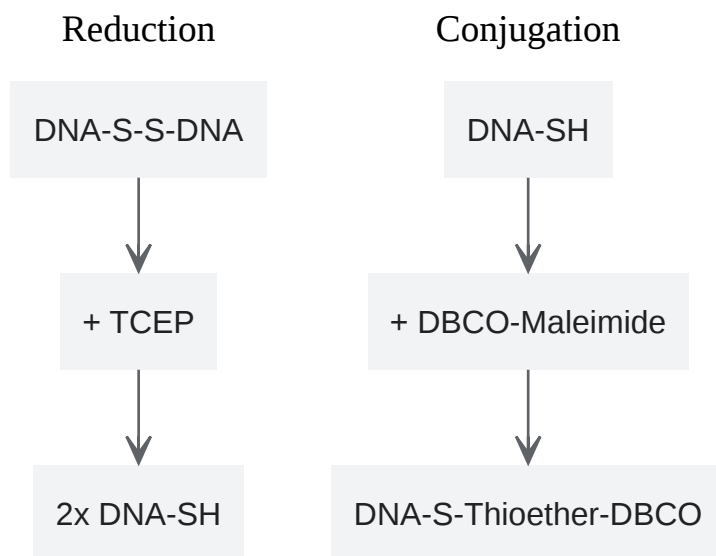 Reduction
DNA-S-S-DNA
+ TCEP
2x DNA-SH
Conjugation
DNA-SH
+ DBCO-Maleimide
DNA-S-Thioether-DBCO